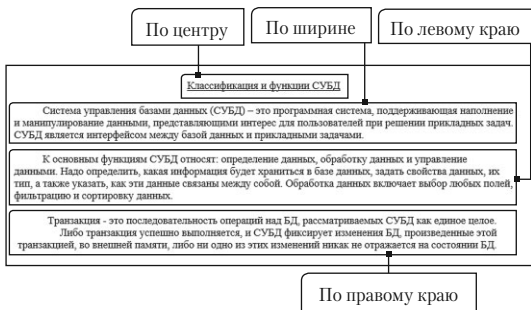 По центру
По ширине
По левому краю
Классификация и функции СУБД
Система управления базами данных (СУБД) – это программная система, поддерживающая наполнение
и манипулирование данными, представляющими интерес для пользователей при решении прикладных задач.
СУБД является интерфейсом между базой данных и прикладными задачами.
К основным функциям СУБД относят: определение данных, обработку данных и управление
данными. Надо определить, какая информация будет храниться в базе данных, задать свойства данных, их
тип, а также указать, как эти данные связаны между собой. Обработка данных включает выбор любых полей,
фильтрацию и сортировку данных.
Транзакция - это последовательность операций над БД, рассматриваемых СУБД как единое целое.
Либо транзакция успешно выполняется, и СУБД фиксирует изменения БД, произведенные этой
транзакцией, во внешней памяти, либо ни одно из этих изменений никак не отражается на состоянии БД.
По правому краю